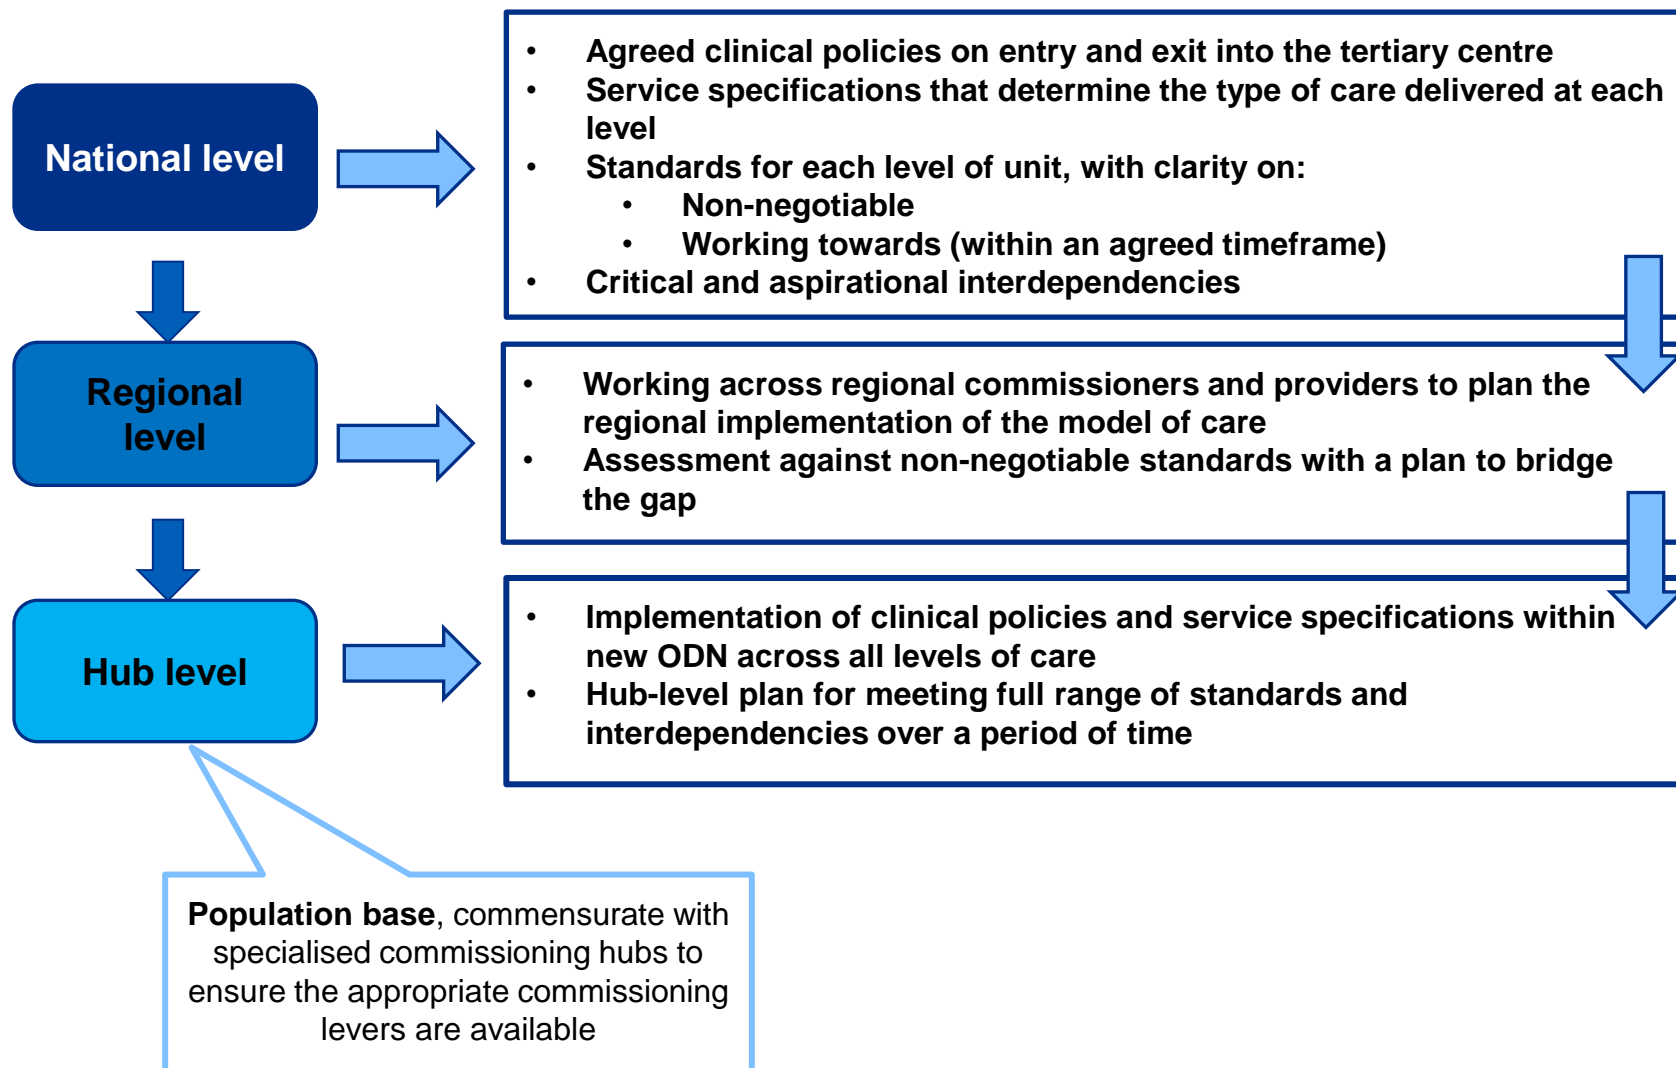 National level
• Agreed clinical policies on entry and exit into the tertiary centre
• Service specifications that determine the type of care delivered at each
level
• Standards for each level of unit, with clarity on:
• Non-negotiable
• Working towards (within an agreed timeframe)
• Critical and aspirational interdependencies
Regional
level
• Working across regional commissioners and providers to plan the
regional implementation of the model of care
• Assessment against non-negotiable standards with a plan to bridge
the gap
Hub level
• Implementation of clinical policies and service specifications within
new ODN across all levels of care
• Hub-level plan for meeting full range of standards and
interdependencies over a period of time
Population base, commensurate with
specialised commissioning hubs to
ensure the appropriate commissioning
levers are available